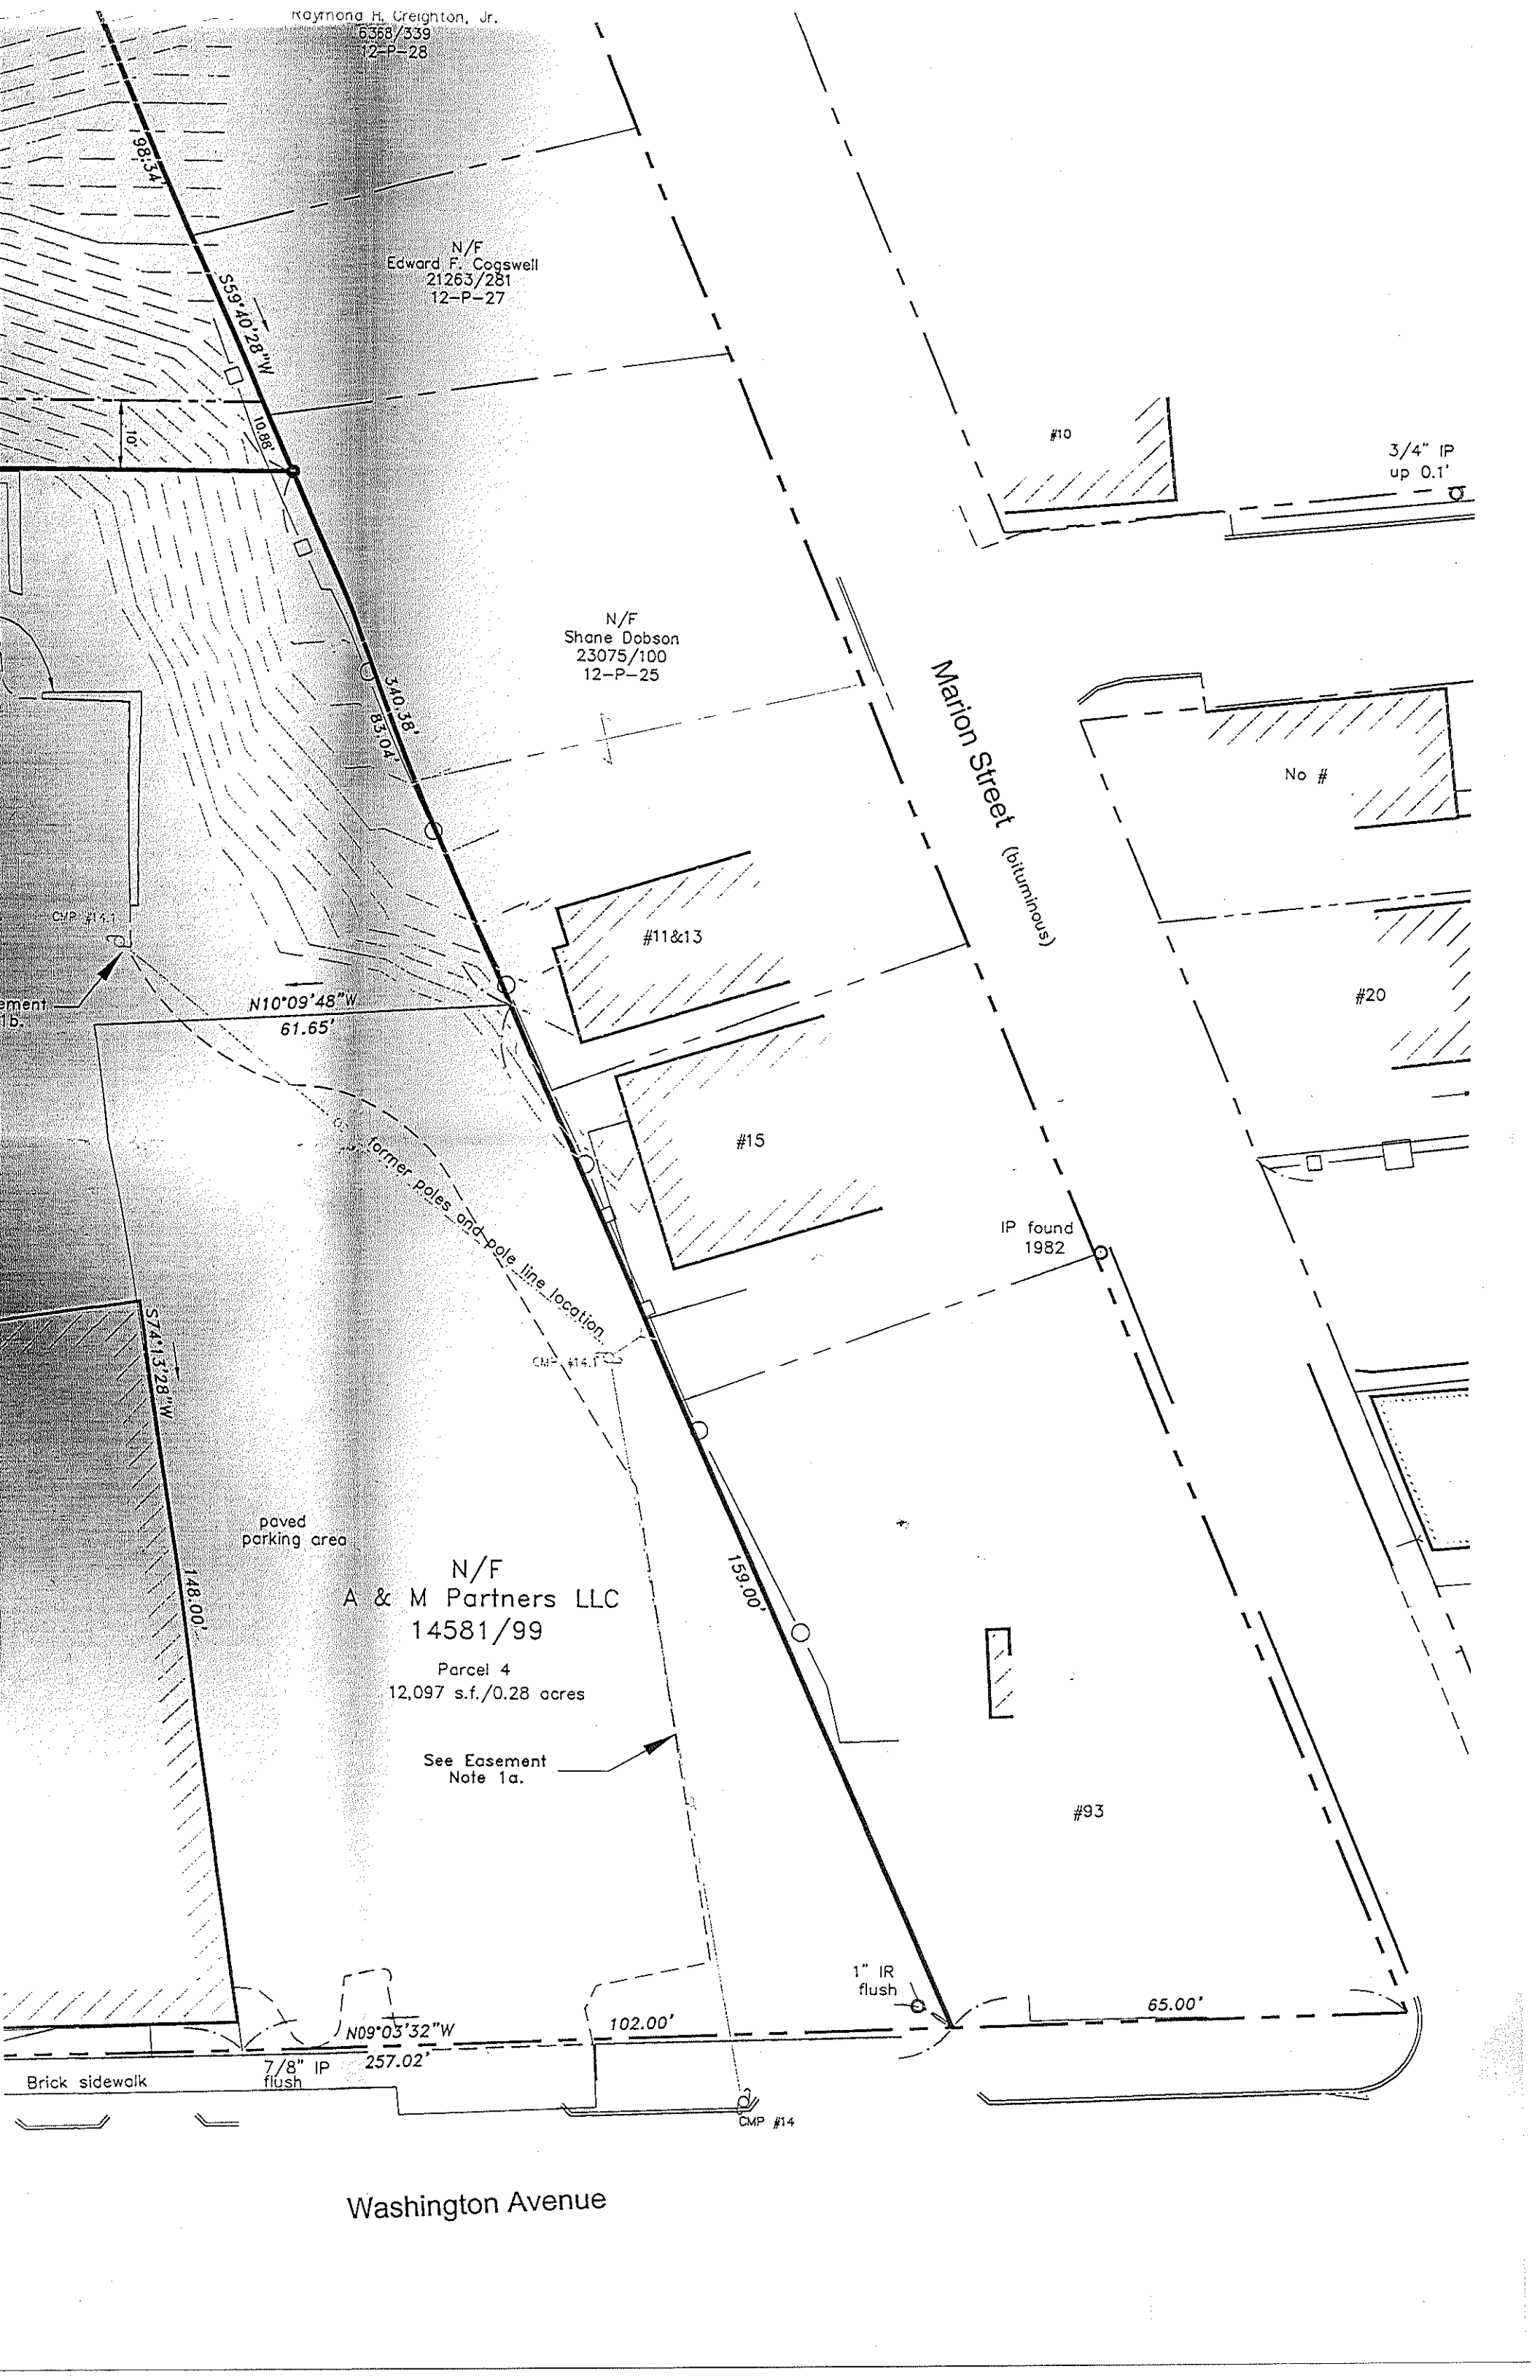 Raymond H. Creighton, Jr.
6368/339
12-P-28
98.34'
N/F
Edward F. Cogswell
21263/281
12-P-27
S59°40'28"W
10'
10.88'
#10
3/4" IP
up 0.1'
N/F
Shane Dobson
23075/100
12-P-25
340.38'
83.04'
Marion Street (bituminous)
No #
CMP #14.1
#11&13
#20
N10°09'48"W
61.65'
ement
1b.
#15
former poles and pole line location
IP found
1982
CMP #14.1
S74°13'28"W
148.00'
paved
parking area
N/F
A & M Partners LLC
14581/99
Parcel 4
12,097 s.f./0.28 acres
159.00'
See Easement
Note 1a.
#93
1" IR
flush
65.00'
N09°03'32"W
102.00'
257.02'
7/8" IP
flush
Brick sidewalk
CMP #14
Washington Avenue